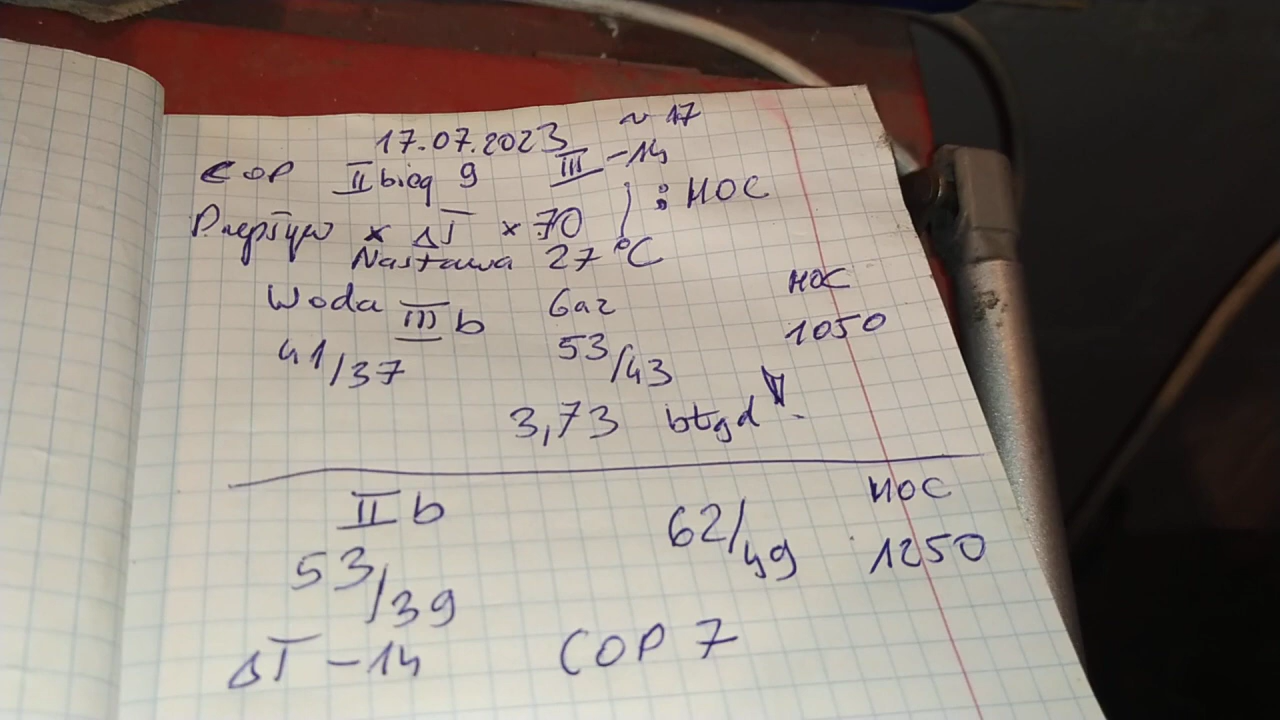 17.07.2023 ~ 17
COP II bieg 9 III - 14
Przepływ × ΔT × 70 ) : MOC
Nastawa 27 °C
Woda III b Gaz MOC
41/37 53/43 1050
3,73 błąd
II b MOC
53/39 62/49 1250
ΔT - 14 COP 7